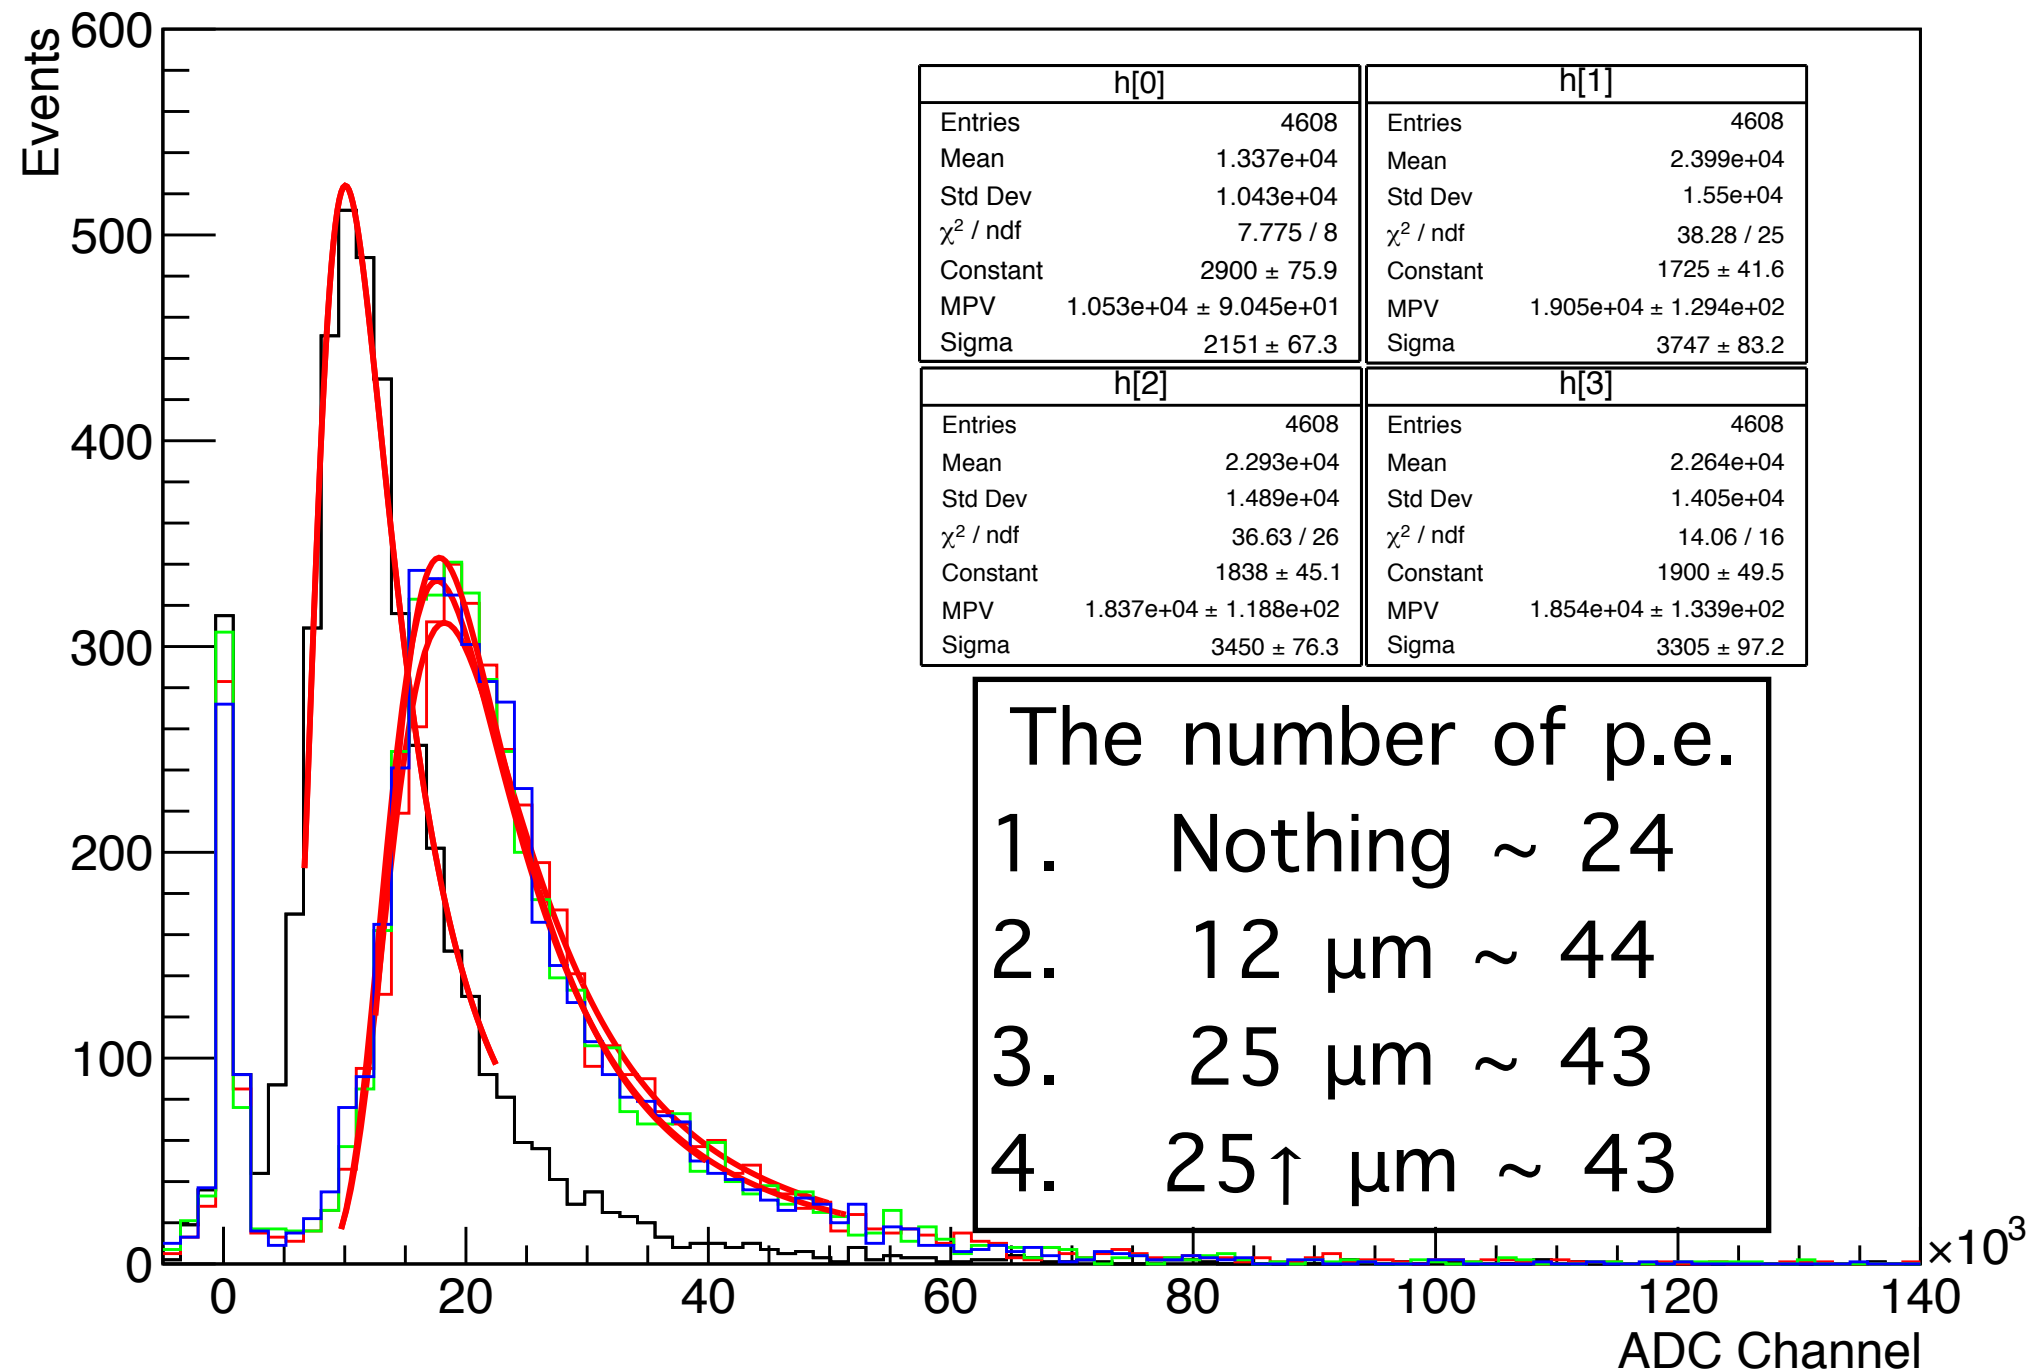 Events
600
500
400
300
200
100
0
h[0]
Entries 4608
Mean 1.337e+04
Std Dev 1.043e+04
χ² / ndf 7.775 / 8
Constant 2900 ± 75.9
MPV 1.053e+04 ± 9.045e+01
Sigma 2151 ± 67.3
h[1]
Entries 4608
Mean 2.399e+04
Std Dev 1.55e+04
χ² / ndf 38.28 / 25
Constant 1725 ± 41.6
MPV 1.905e+04 ± 1.294e+02
Sigma 3747 ± 83.2
h[2]
Entries 4608
Mean 2.293e+04
Std Dev 1.489e+04
χ² / ndf 36.63 / 26
Constant 1838 ± 45.1
MPV 1.837e+04 ± 1.188e+02
Sigma 3450 ± 76.3
h[3]
Entries 4608
Mean 2.264e+04
Std Dev 1.405e+04
χ² / ndf 14.06 / 16
Constant 1900 ± 49.5
MPV 1.854e+04 ± 1.339e+02
Sigma 3305 ± 97.2
The number of p.e.
1. Nothing ~ 24
2. 12 μm ~ 44
3. 25 μm ~ 43
4. 25↑ μm ~ 43
0 20 40 60 80 100 120 140
×10³
ADC Channel